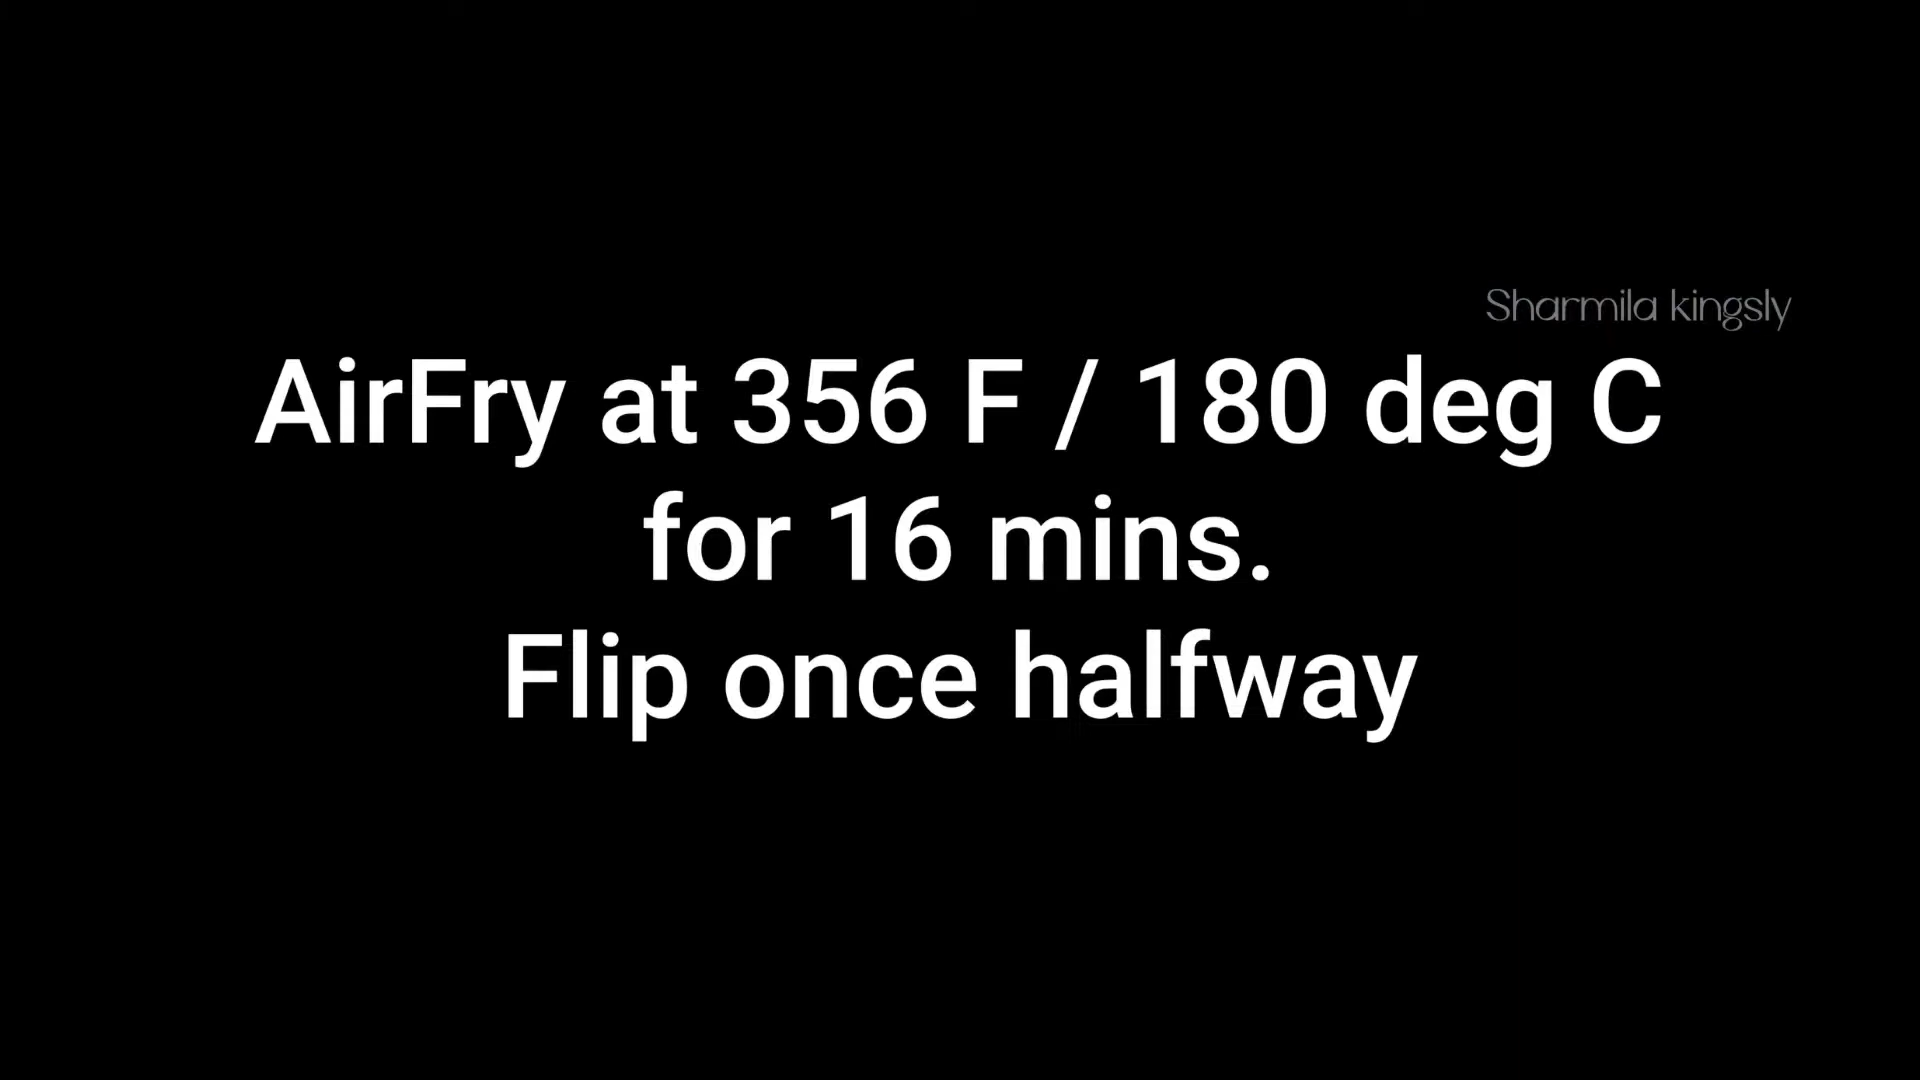 Sharmila kingsly
AirFry at 356 F / 180 deg C
for 16 mins.
Flip once halfway